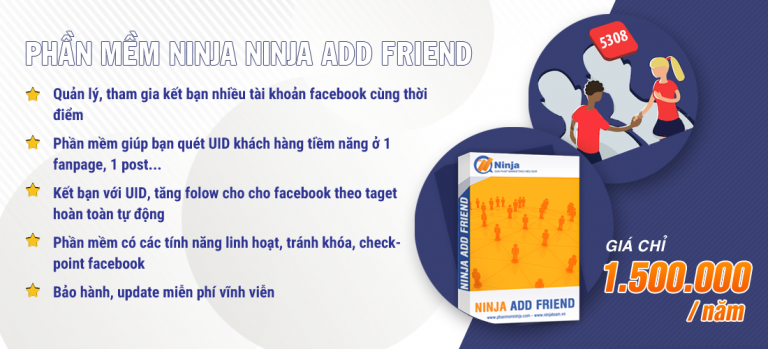 PHẦN MỀM NINJA NINJA ADD FRIEND
Quản lý, tham gia kết bạn nhiều tài khoản facebook cùng thời
điểm
Phần mềm giúp bạn quét UID khách hàng tiềm năng ở 1
fanpage, 1 post...
Kết bạn với UID, tăng folow cho cho facebook theo taget
hoàn toàn tự động
Phần mềm có các tính năng linh hoạt, tránh khóa, check-
point facebook
Bảo hành, update miễn phí vĩnh viễn
5308
Ninja
NINJA ADD FRIEND
NINJA ADD FRIEND
GIÁ CHỈ
1.500.000
/ năm